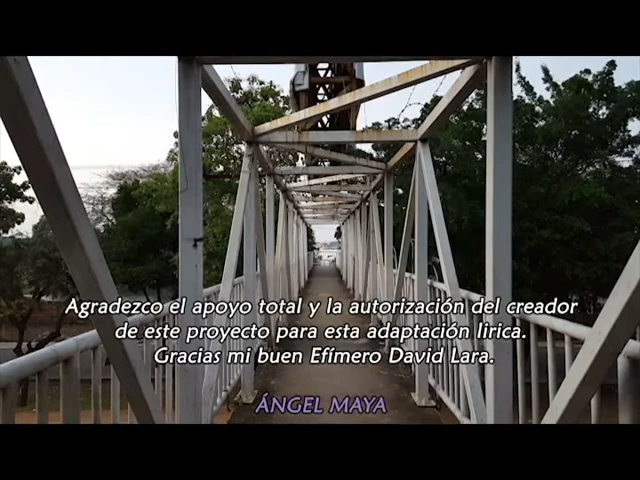 Agradezco el apoyo total y la autorización del creador
de este proyecto para esta adaptación lírica.
Gracias mi buen Efímero David Lara.
ÁNGEL MAYA